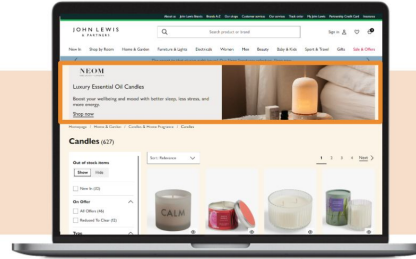 JOHN LEWIS
& PARTNERS
Search product or brand
Sign in
New In Shop by Room Home & Garden Furniture & Lights Electricals Women Men Beauty Baby & Kids Sport & Travel Gifts Sale & Offers
NEOM
Luxury Essential Oil Candles
Boost your wellbeing and mood with better sleep, less stress, and
more energy.
Shop now
Homepage / Home & Garden / Candles & Home Fragrance / Candles
Candles (627)
Out of stock items
Show Hide
New In (32)
On Offer
All Offers (46)
Reduced To Clear (12)
Sort:
1 2 3 4 Next
CALM